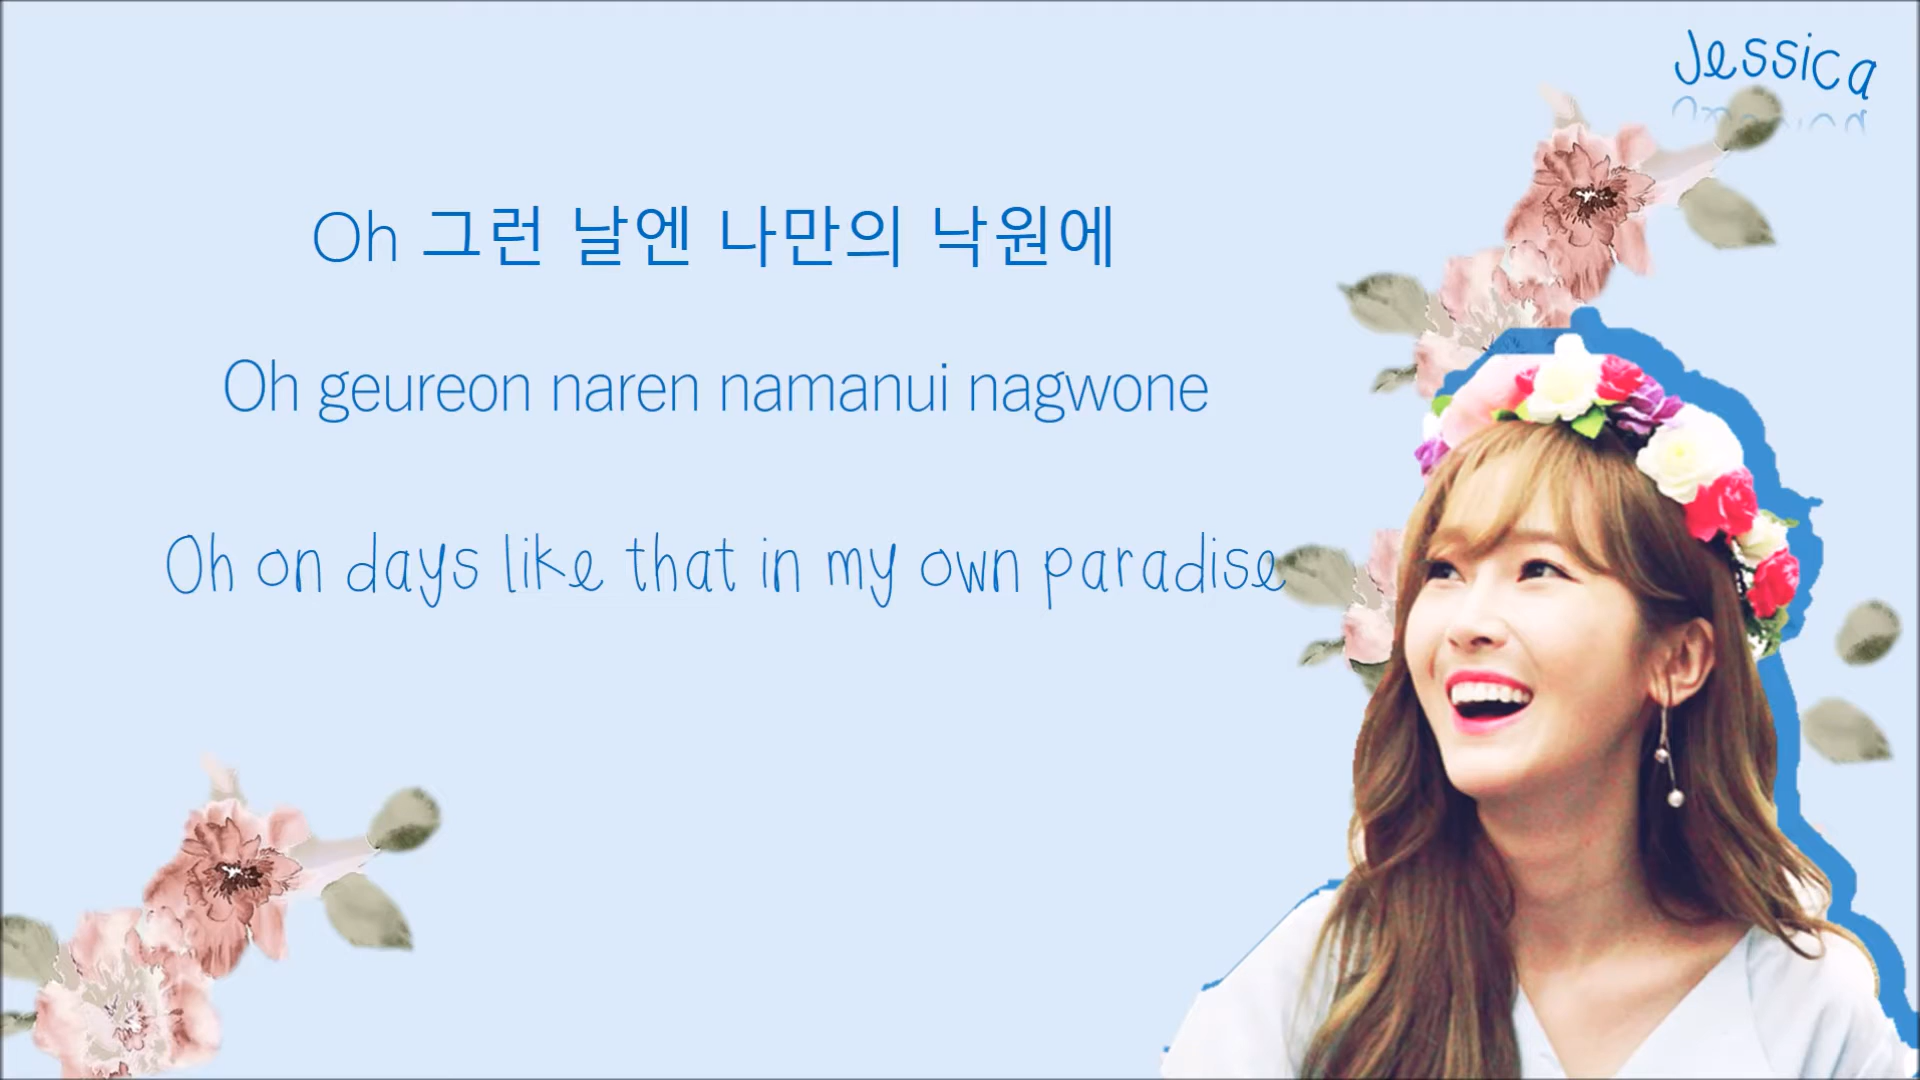 Jessica
Oh 그런 날엔 나만의 낙원에
Oh geureon naren namanui nagwone
Oh on days like that in my own paradise